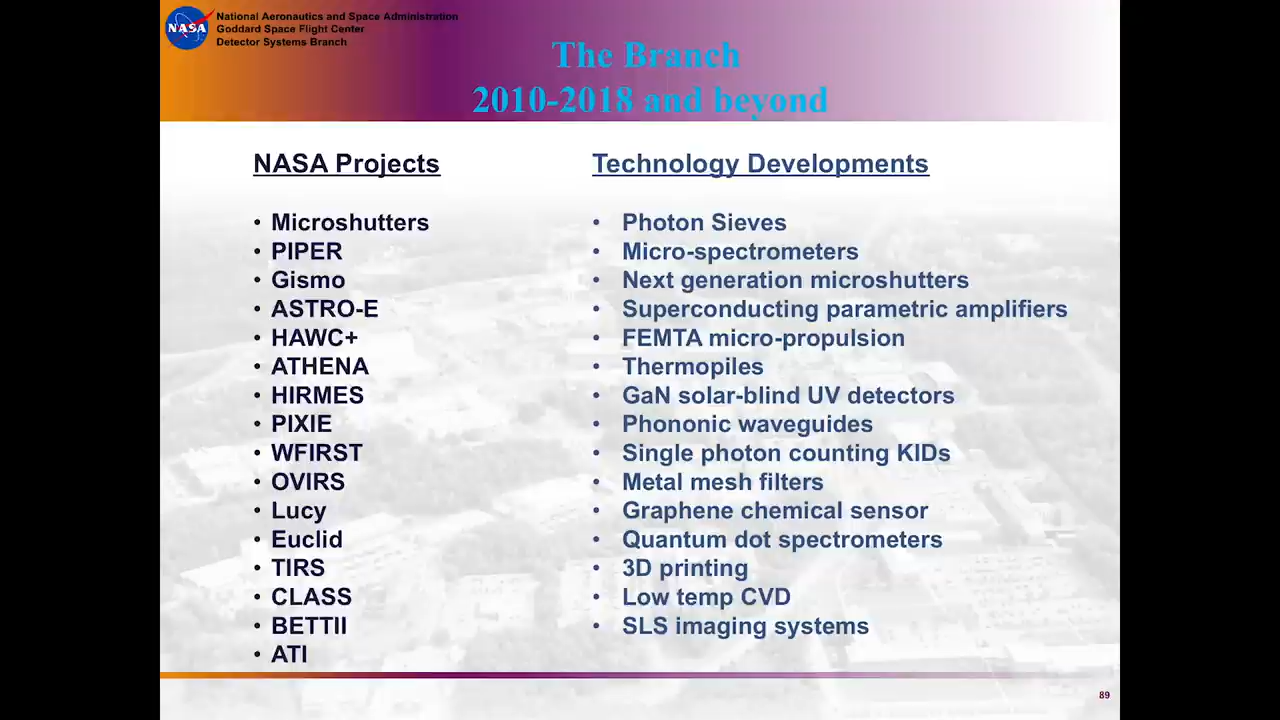 NASA
National Aeronautics and Space Administration
Goddard Space Flight Center
Detector Systems Branch
The Branch
2010-2018 and beyond
NASA Projects
• Microshutters
• PIPER
• Gismo
• ASTRO-E
• HAWC+
• ATHENA
• HIRMES
• PIXIE
• WFIRST
• OVIRS
• Lucy
• Euclid
• TIRS
• CLASS
• BETTII
• ATI
Technology Developments
• Photon Sieves
• Micro-spectrometers
• Next generation microshutters
• Superconducting parametric amplifiers
• FEMTA micro-propulsion
• Thermopiles
• GaN solar-blind UV detectors
• Phononic waveguides
• Single photon counting KIDs
• Metal mesh filters
• Graphene chemical sensor
• Quantum dot spectrometers
• 3D printing
• Low temp CVD
• SLS imaging systems
89